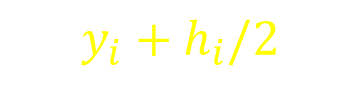 yᵢ + hᵢ/2